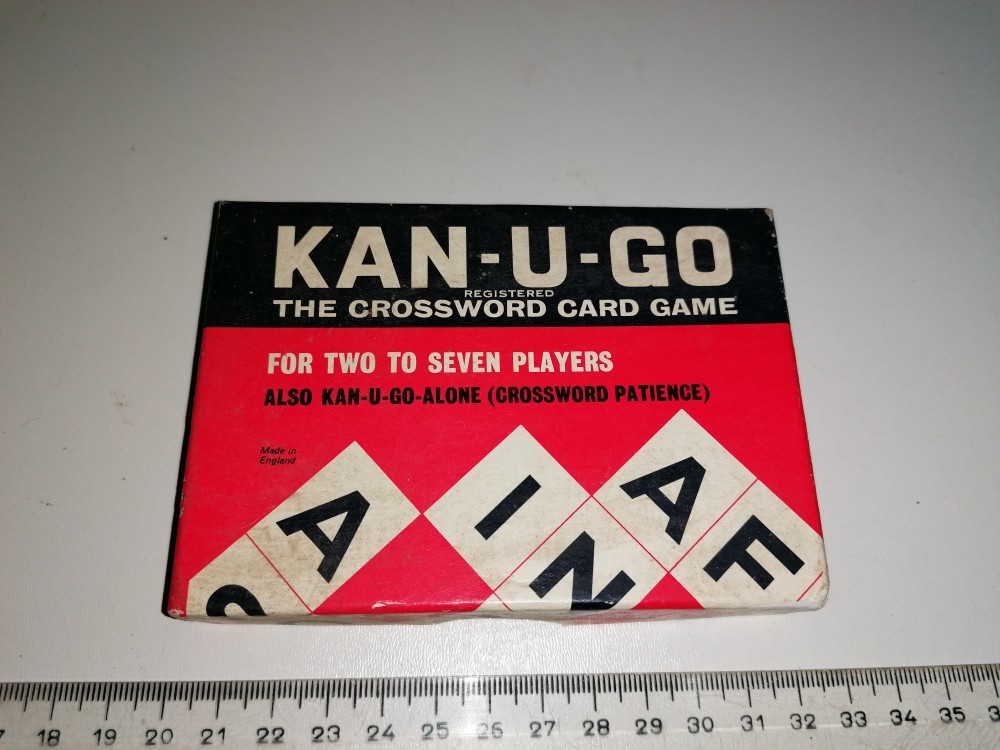 KAN-U-GO
REGISTERED
THE CROSSWORD CARD GAME
FOR TWO TO SEVEN PLAYERS
ALSO KAN-U-GO-ALONE (CROSSWORD PATIENCE)
Made in
England
A
I
A
N
F
18 19 20 21 22 23 24 25 26 27 28 29 30 31 32 33 34 35